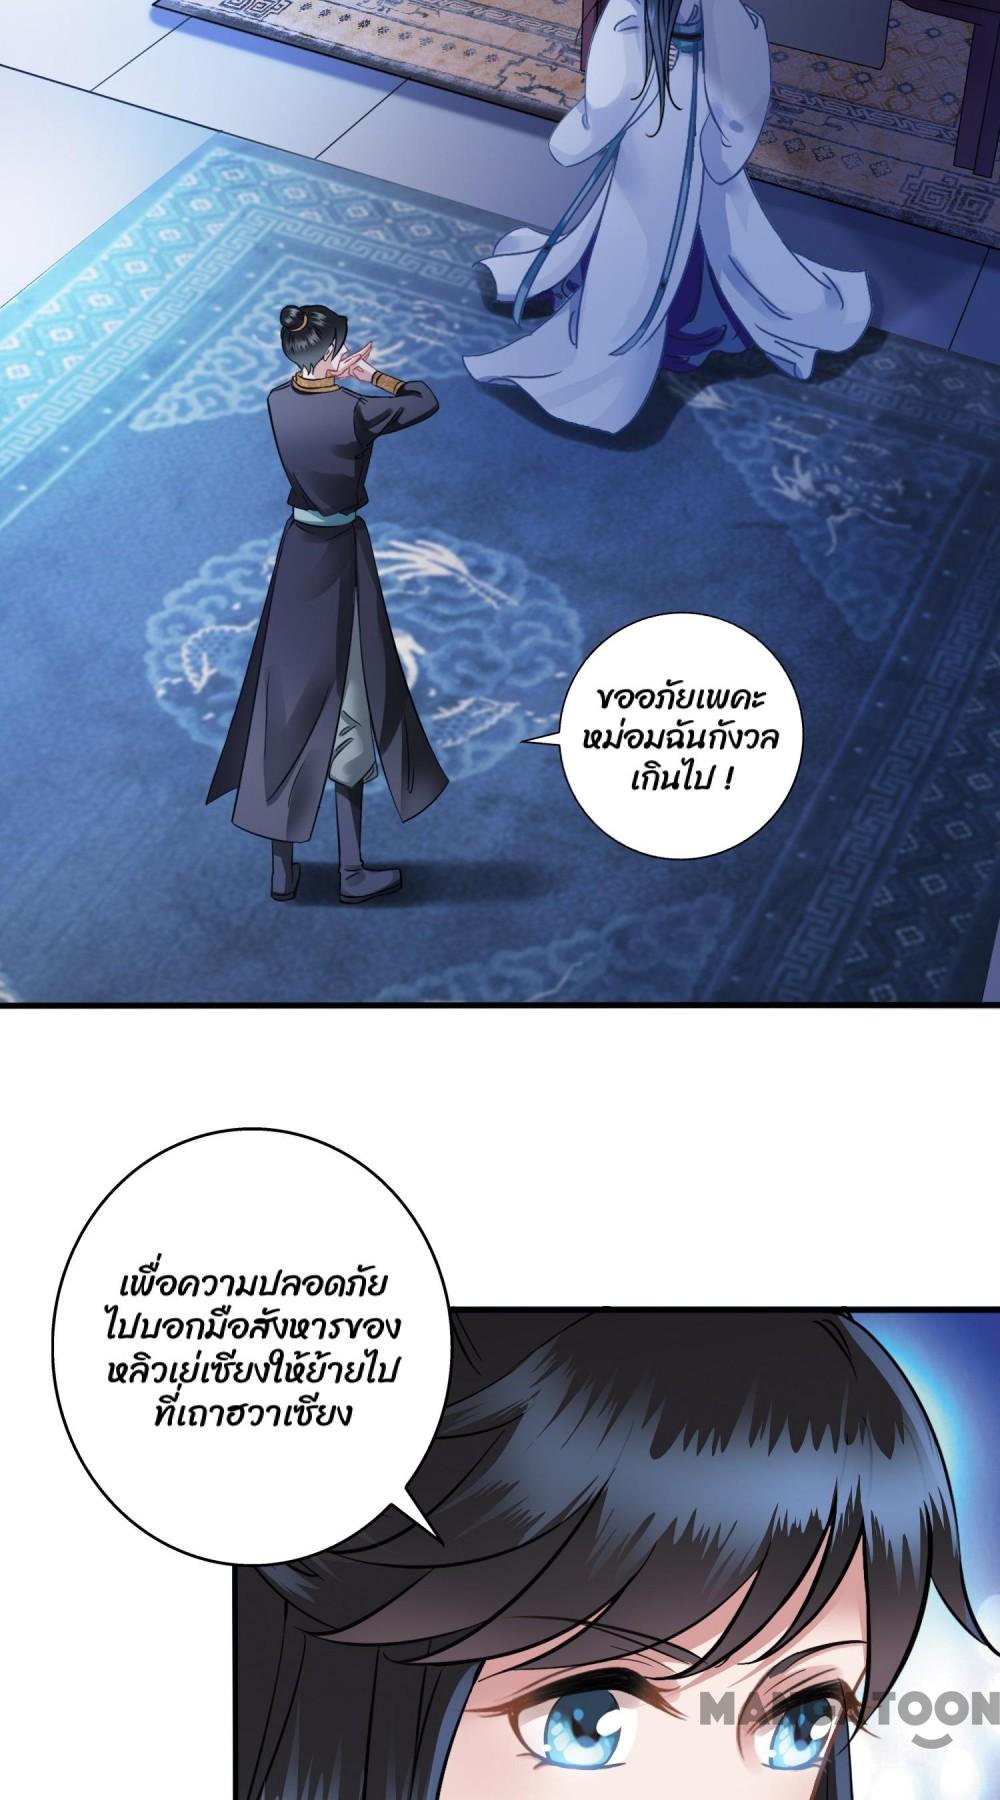 ขออภัยเพคะ
หม่อมฉันกังวล
เกินไป !
เพื่อความปลอดภัย
ไปบอกมือสังหารของ
หลิวเย่เซียงให้ย้ายไป
ที่เถาฮวาเซียง
MANGATOON